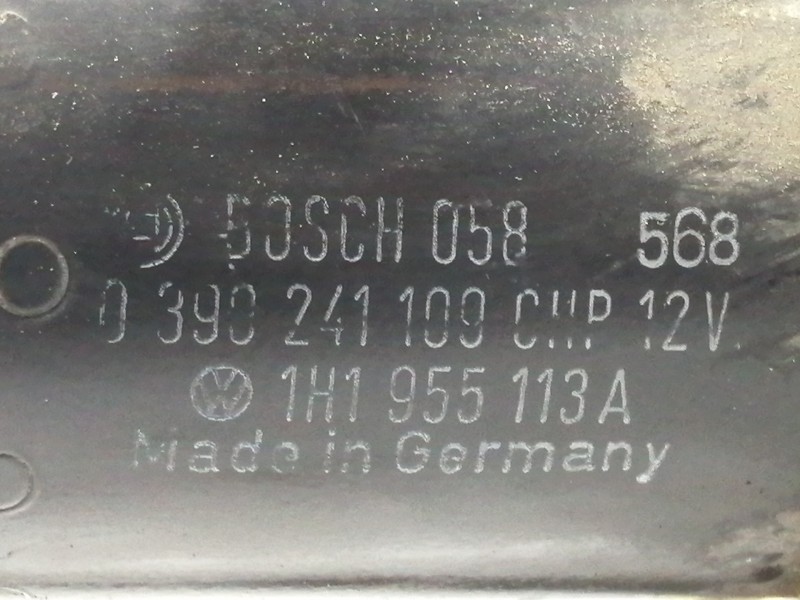 BOSCH 058 568
0 390 241 109 CHP 12V
1H1 955 113 A
Made in Germany